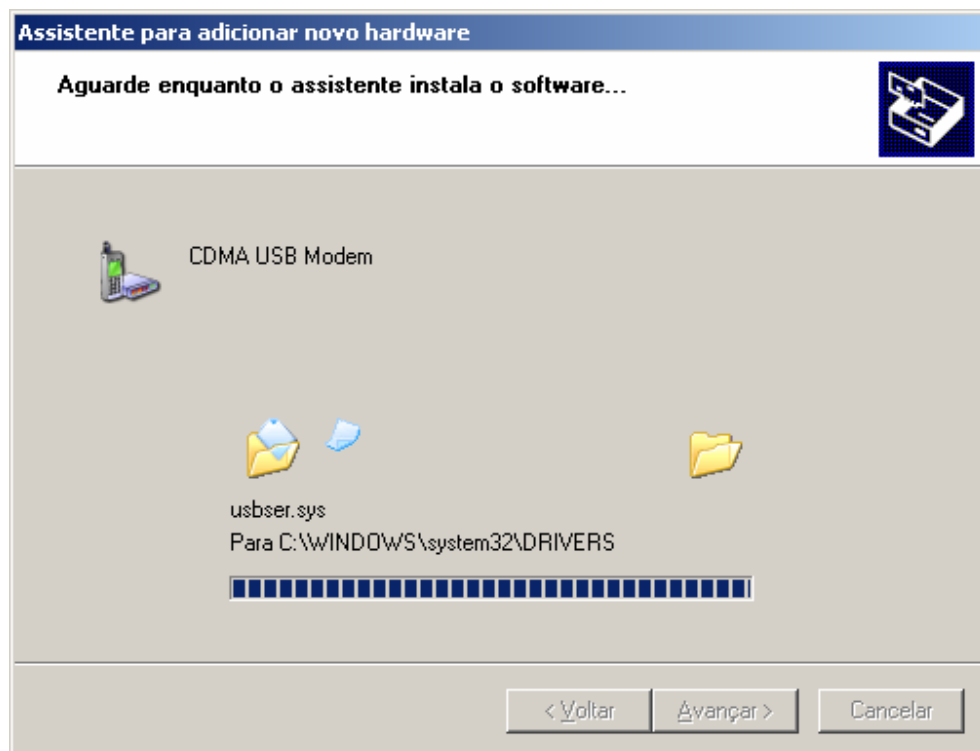 Assistente para adicionar novo hardware
Aguarde enquanto o assistente instala o software...
CDMA USB Modem
usbser.sys
Para C:\WINDOWS\system32\DRIVERS
< Voltar
Avançar >
Cancelar